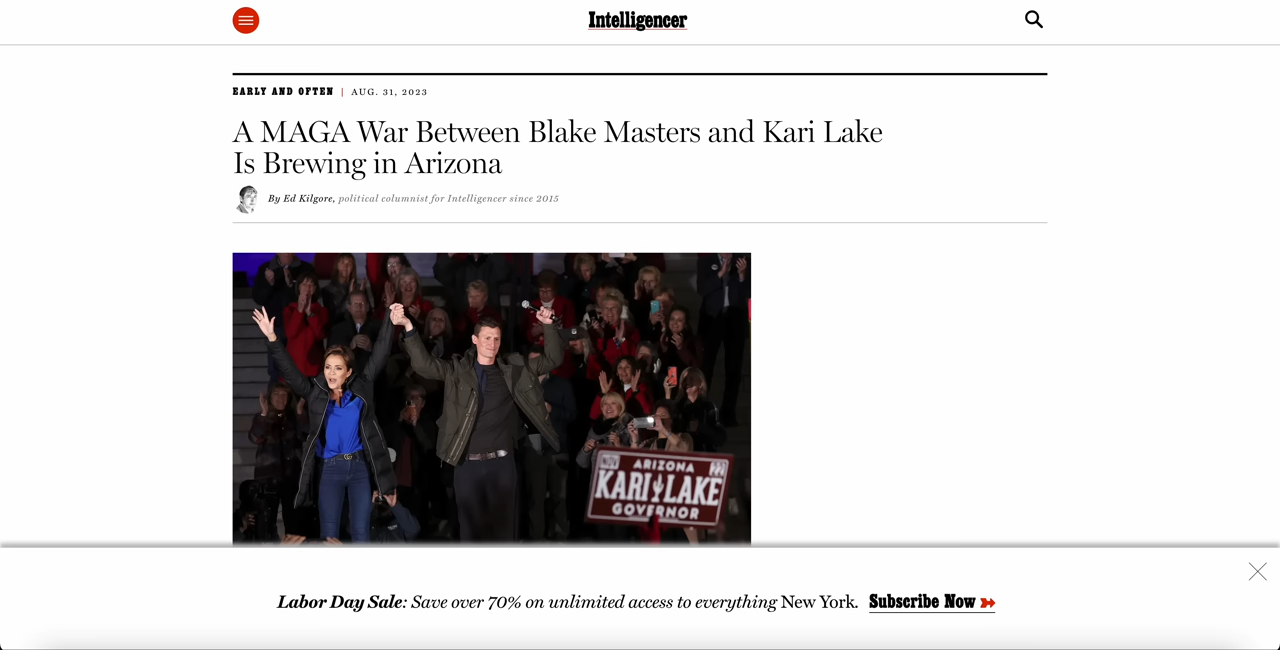 Intelligencer
EARLY AND OFTEN | AUG. 31, 2023
A MAGA War Between Blake Masters and Kari Lake
Is Brewing in Arizona
By Ed Kilgore, political columnist for Intelligencer since 2015
ARIZONA
KARI LAKE
GOVERNOR
Labor Day Sale: Save over 70% on unlimited access to everything New York. Subscribe Now